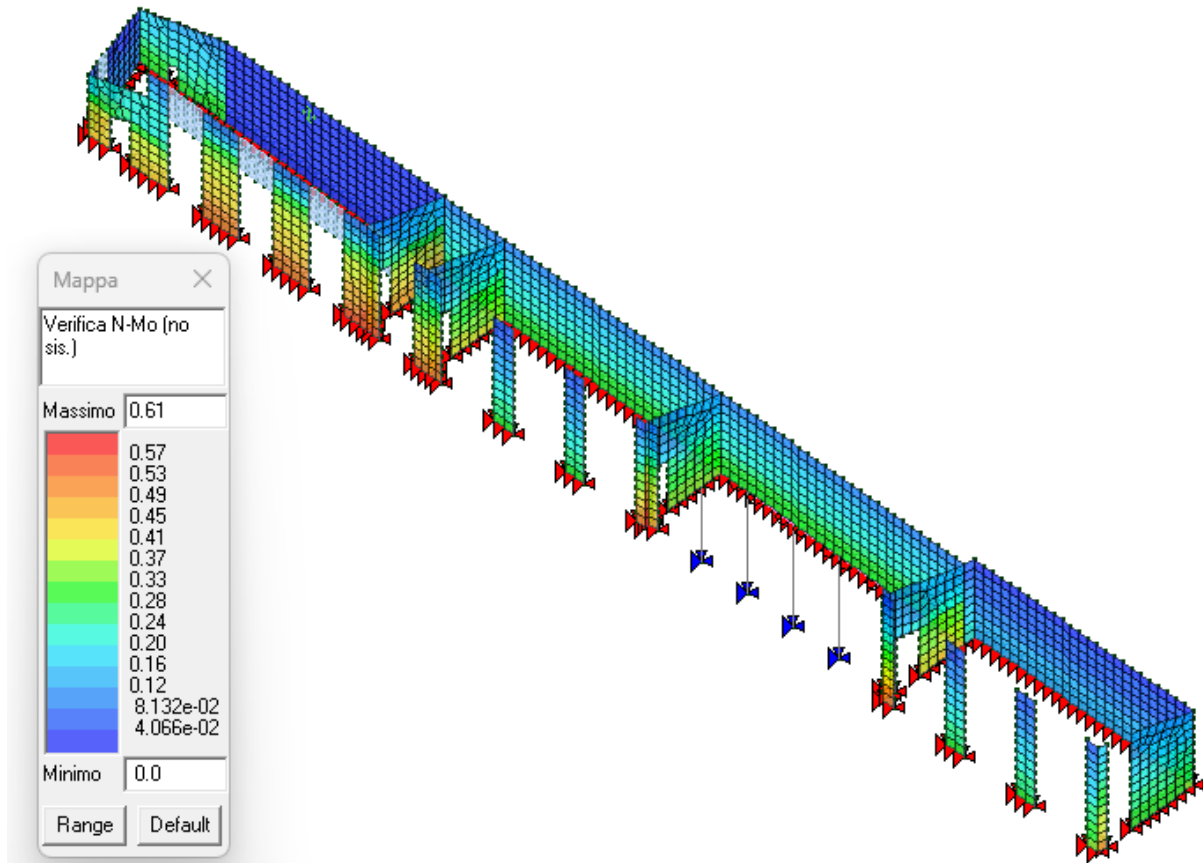 Mappa
Verifica N-Mo (no
sis.)
Massimo 0.61
0.57
0.53
0.49
0.45
0.41
0.37
0.33
0.28
0.24
0.20
0.16
0.12
8.132e-02
4.066e-02
Minimo 0.0
Range Default